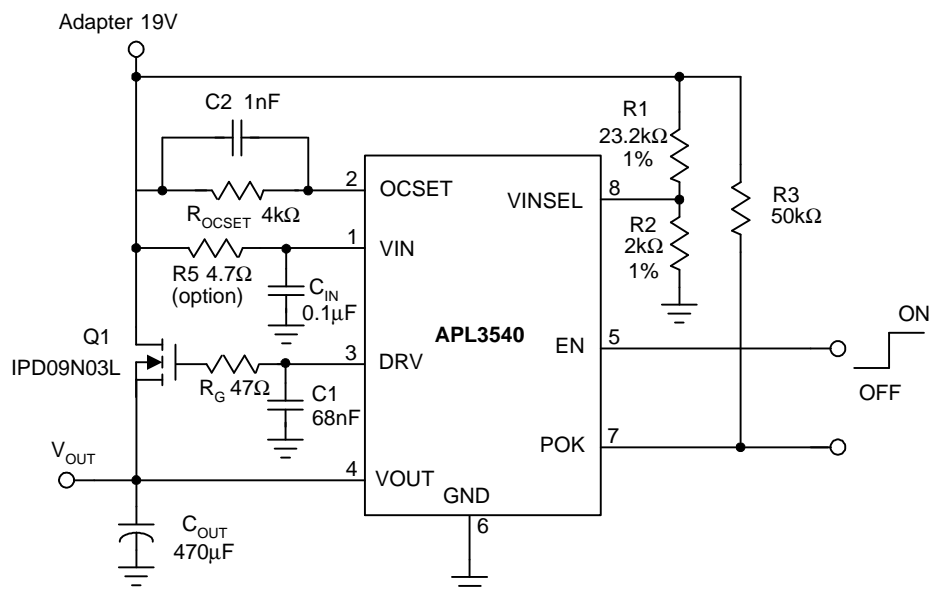 Adapter 19V
C2 1nF
R1
23.2kΩ
1%
2
OCSET
VINSEL
8
R3
50kΩ
R_OCSET 4kΩ
R2
2kΩ
1%
1
VIN
R5 4.7Ω
(option)
C_IN
0.1µF
APL3540
ON
Q1
IPD09N03L
EN
5
3
DRV
OFF
R_G 47Ω
C1
68nF
POK
7
V_OUT
4
VOUT
GND
6
C_OUT
470µF